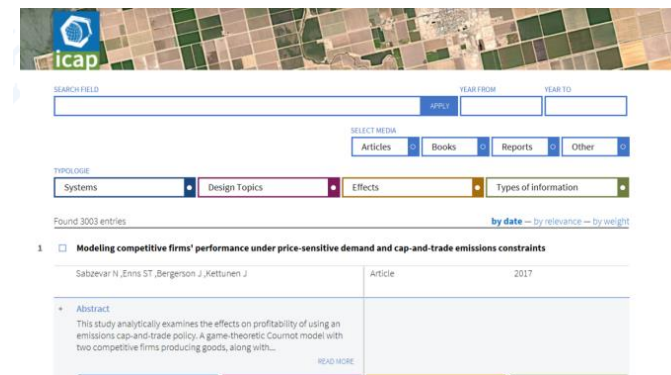 icap
SEARCH FIELD
YEAR FROM
YEAR TO
APPLY
SELECT MEDIA
Articles
Books
Reports
Other
TYPOLOGIE
Systems
Design Topics
Effects
Types of information
Found 3003 entries
by date — by relevance — by weight
1
Modeling competitive firms' performance under price-sensitive demand and cap-and-trade emissions constraints
Sabzevar N ,Enns ST ,Bergerson J ,Kettunen J
Article
2017
+ Abstract
This study analytically examines the effects on profitability of using an
emissions cap-and-trade policy. A game-theoretic Cournot model with
two competitive firms producing goods, along with...
READ MORE